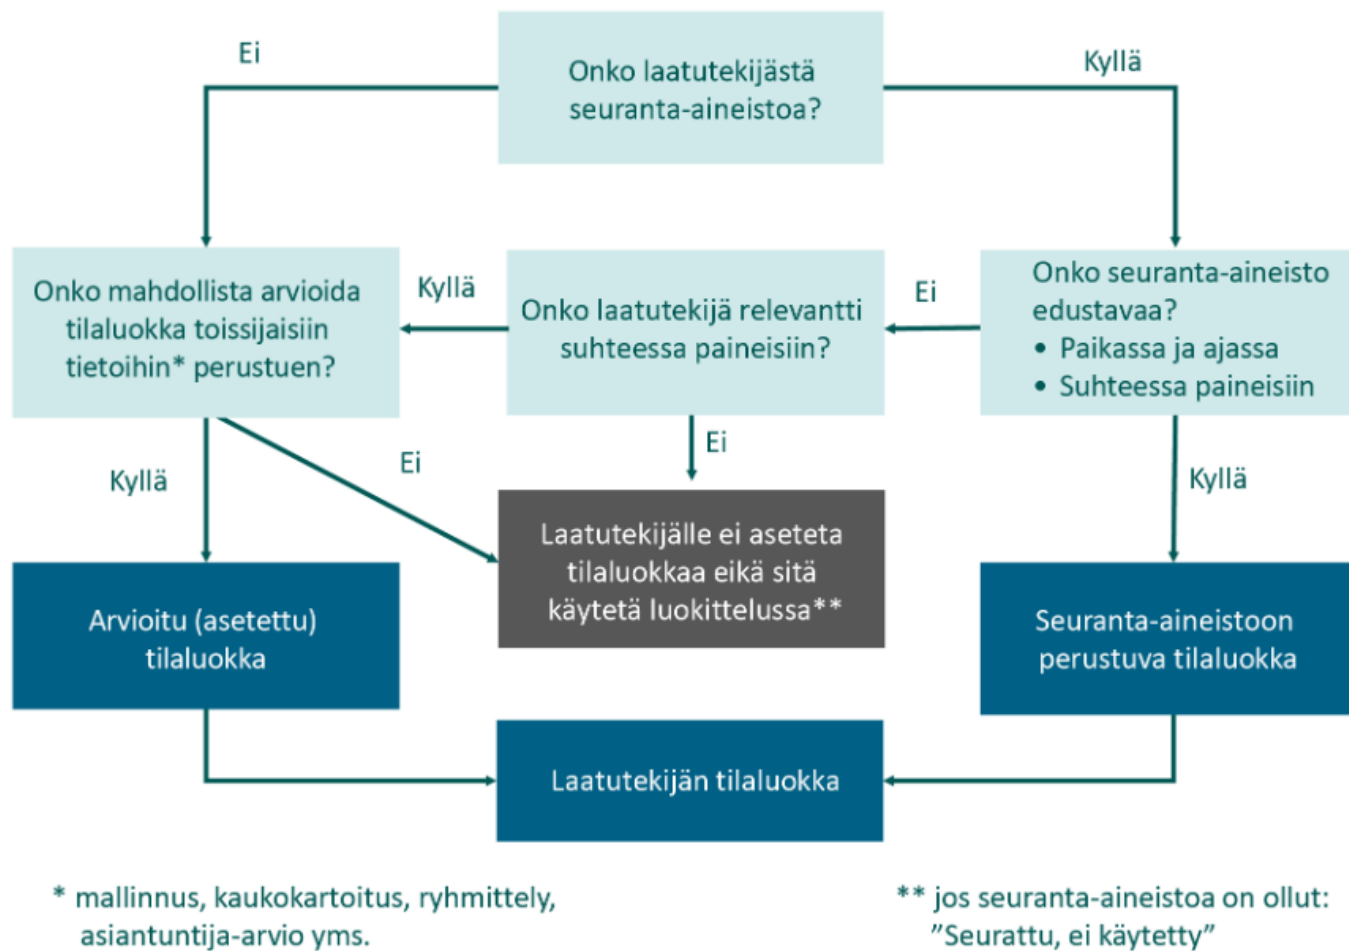 Onko laatutekijästä
seuranta-aineistoa?
Ei
Kyllä
Onko mahdollista arvioida
tilaluokka toissijaisiin
tietoihin* perustuen?
Kyllä
Onko laatutekijä relevantti
suhteessa paineisiin?
Ei
Onko seuranta-aineisto
edustavaa?
• Paikassa ja ajassa
• Suhteessa paineisiin
Kyllä
Ei
Ei
Kyllä
Laatutekijälle ei aseteta
tilaluokkaa eikä sitä
käytetä luokittelussa**
Arvioitu (asetettu)
tilaluokka
Seuranta-aineistoon
perustuva tilaluokka
Laatutekijän tilaluokka
* mallinnus, kaukokartoitus, ryhmittely,
asiantuntija-arvio yms.
** jos seuranta-aineistoa on ollut:
”Seurattu, ei käytetty”